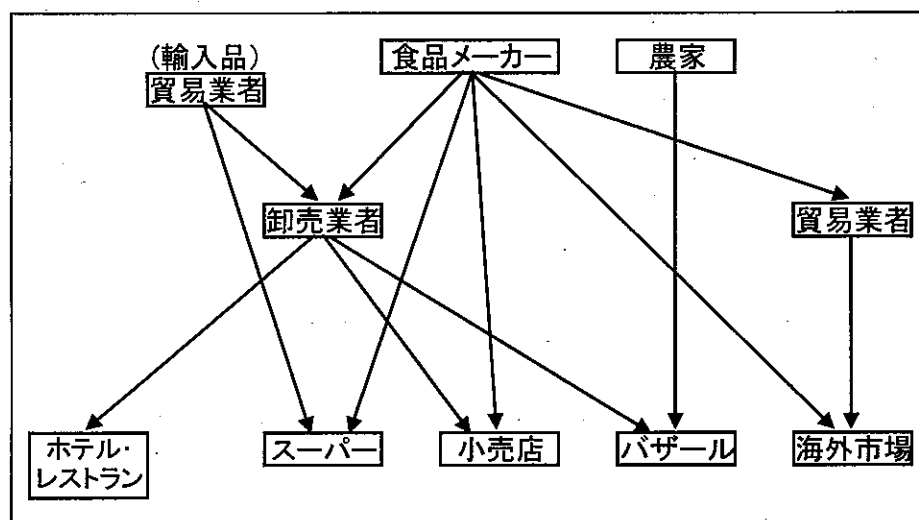 (輸入品)
貿易業者
食品メーカー
農家
卸売業者
貿易業者
ホテル・
レストラン
スーパー
小売店
バザール
海外市場